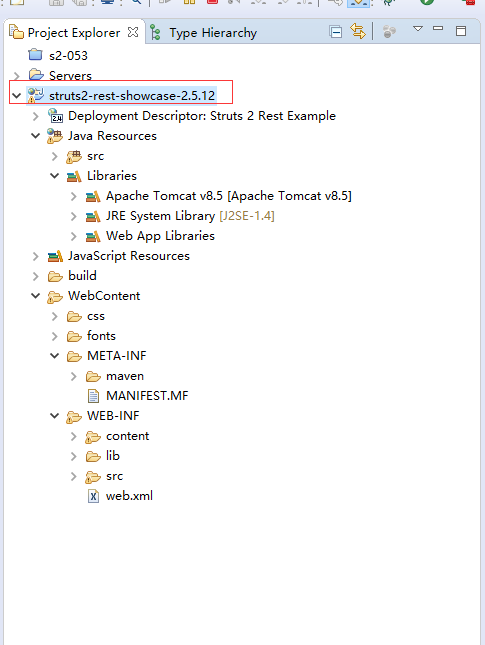 Project Explorer Type Hierarchy
s2-053
Servers
struts2-rest-showcase-2.5.12
Deployment Descriptor: Struts 2 Rest Example
Java Resources
src
Libraries
Apache Tomcat v8.5 [Apache Tomcat v8.5]
JRE System Library [J2SE-1.4]
Web App Libraries
JavaScript Resources
build
WebContent
css
fonts
META-INF
maven
MANIFEST.MF
WEB-INF
content
lib
src
web.xml